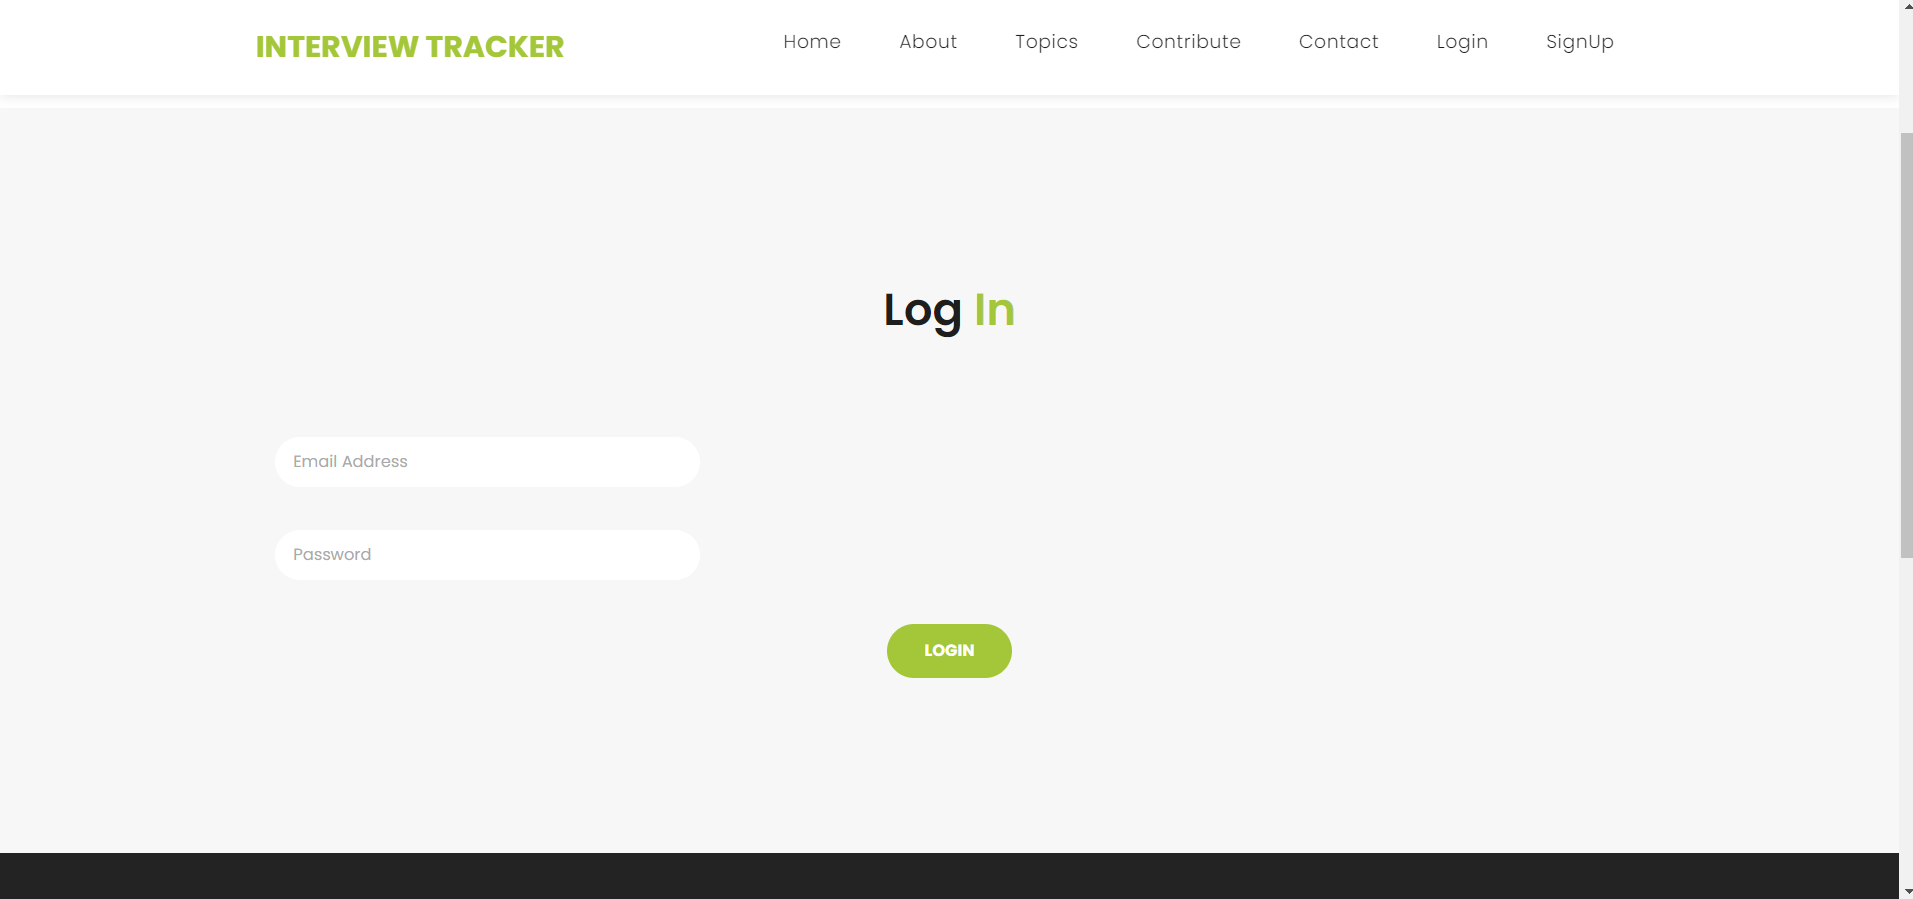 INTERVIEW TRACKER
Home About Topics Contribute Contact Login SignUp
Log In
Email Address
Password
LOGIN